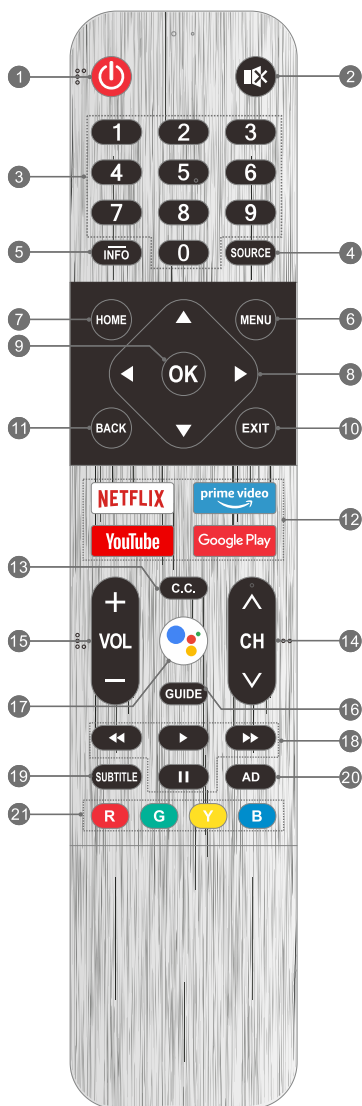 1
2
1 2 3
3
4 5 6
7 8 9
5
INFO
0
SOURCE
4
7
HOME
MENU
6
9
OK
8
11
BACK
EXIT
10
NETFLIX
prime video
12
YouTube
Google Play
13
C.C.
15
VOL
CH
14
17
GUIDE
16
18
19
SUBTITLE
AD
20
21
R G Y B